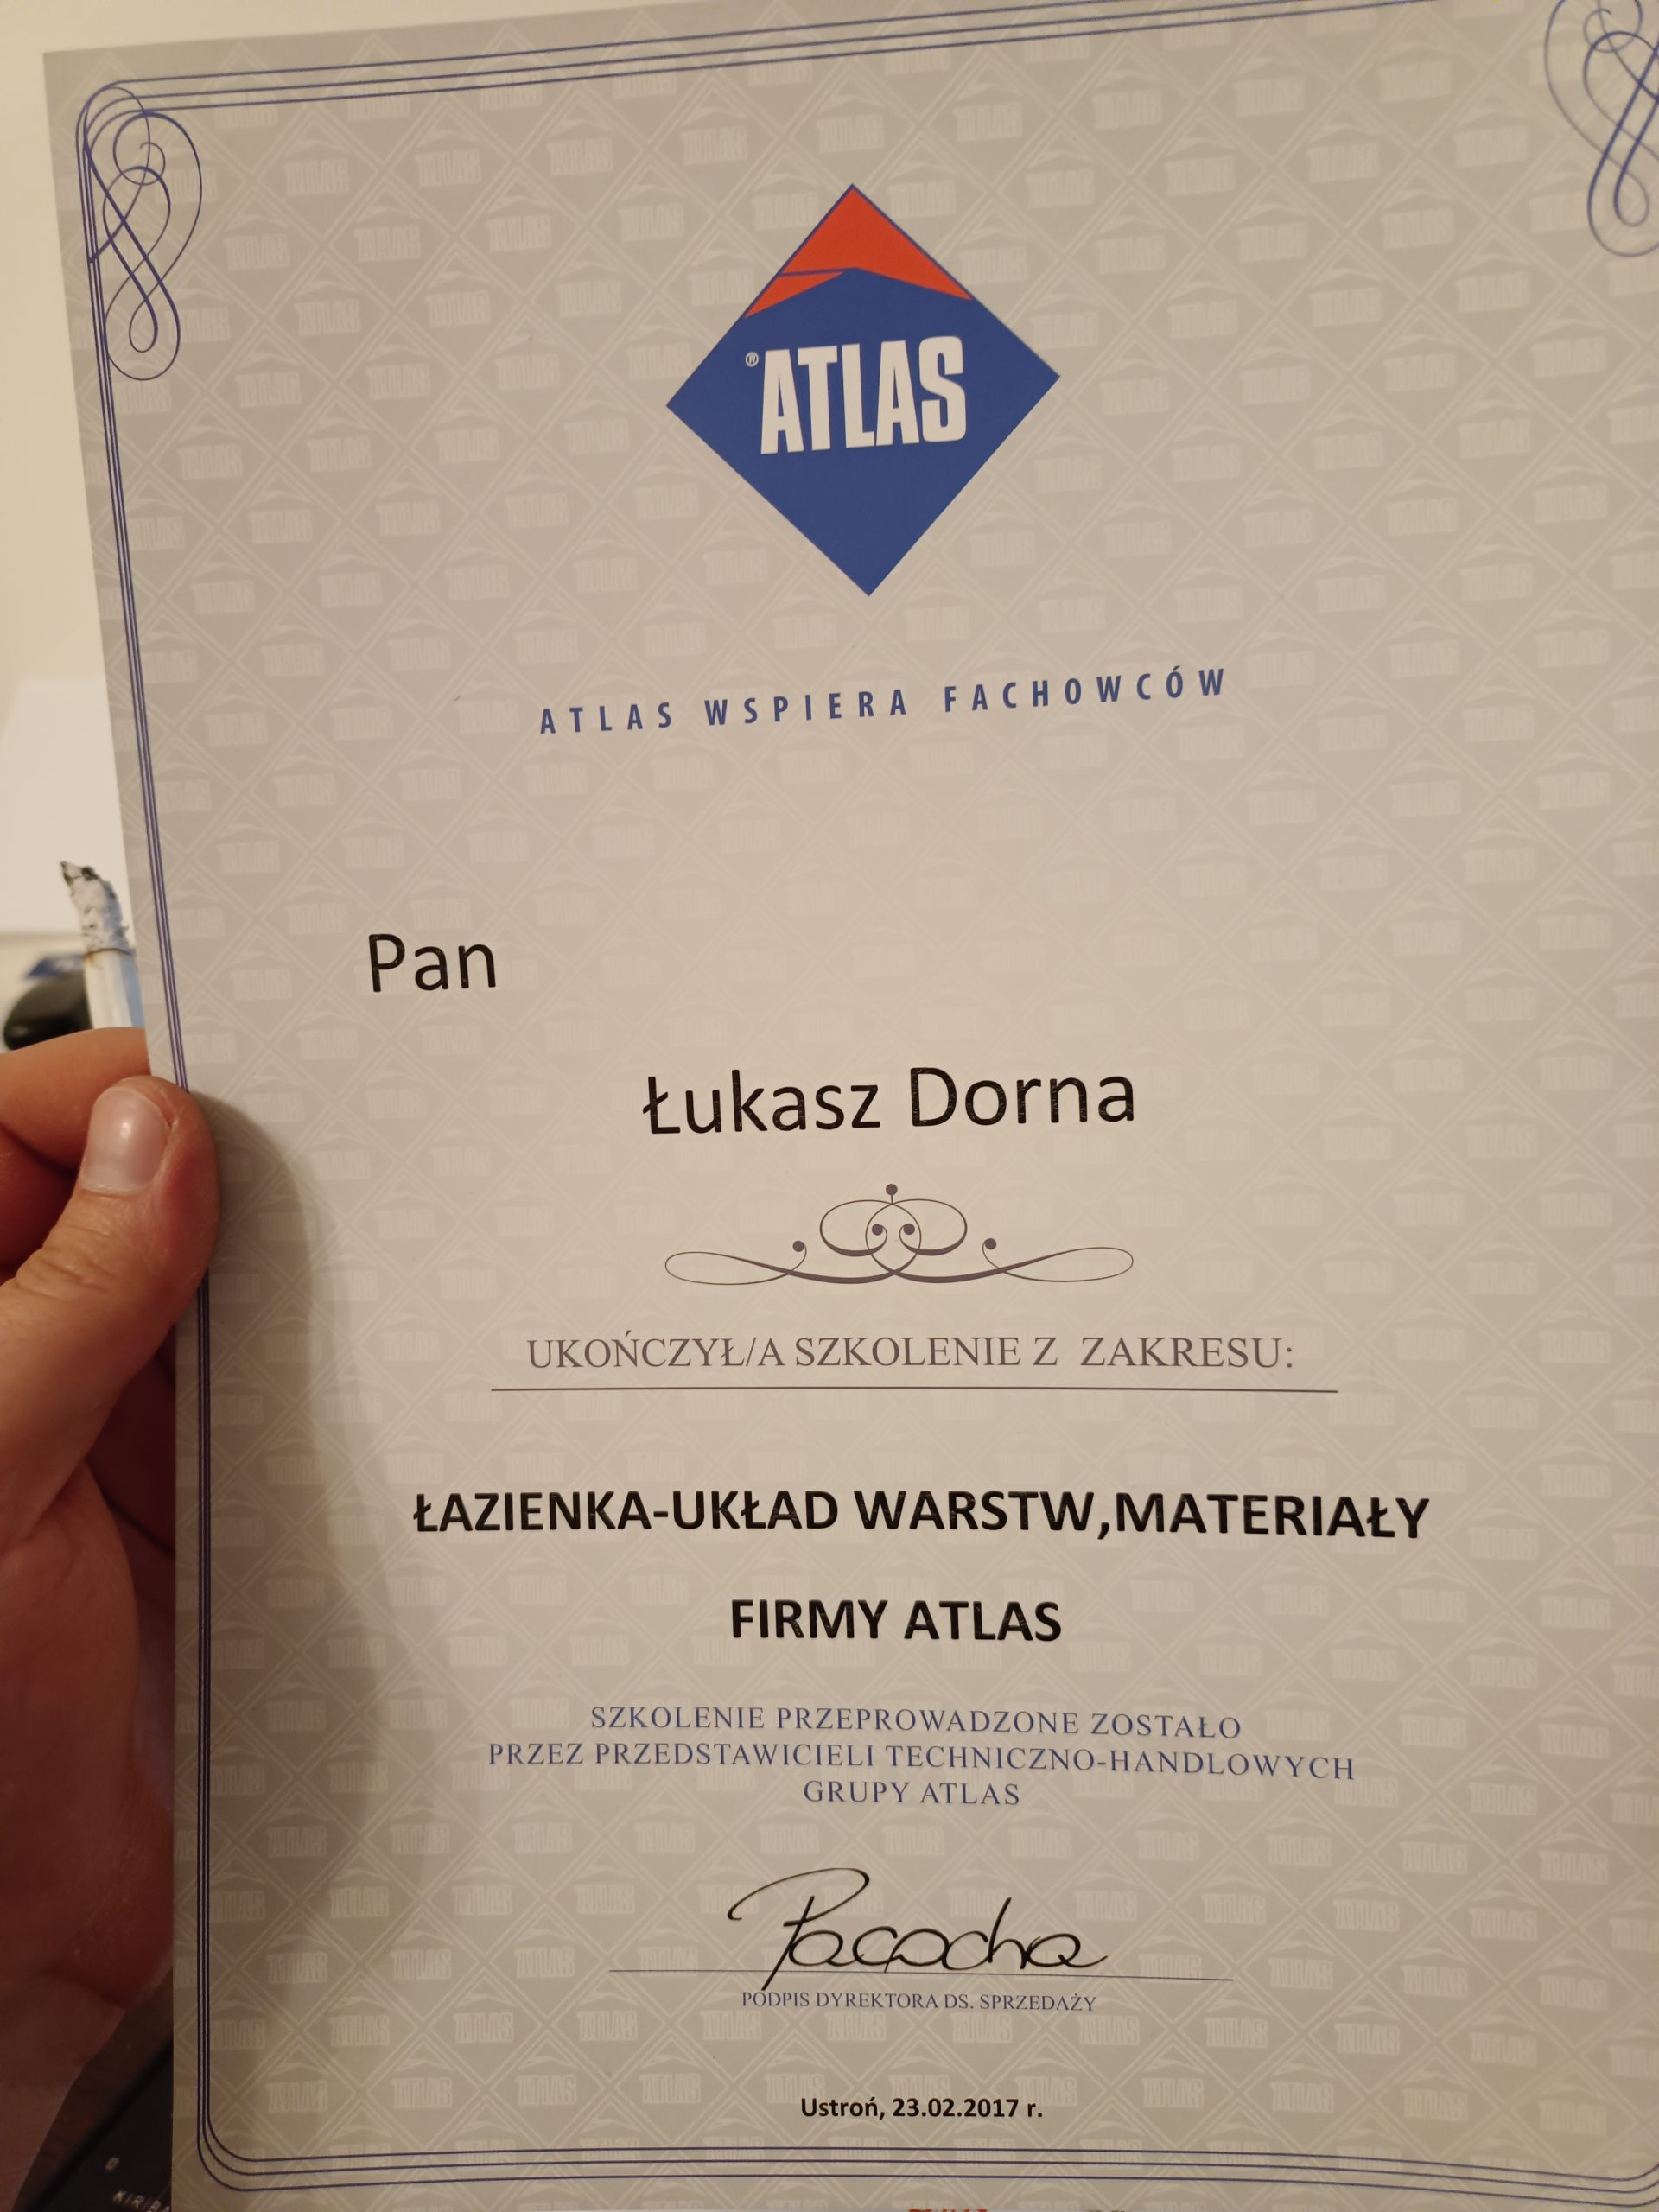 ® ATLAS
ATLAS WSPIERA FACHOWCÓW
Pan
Łukasz Dorna
UKOŃCZYŁ/A SZKOLENIE Z ZAKRESU:
ŁAZIENKA-UKŁAD WARSTW,MATERIAŁY
FIRMY ATLAS
SZKOLENIE PRZEPROWADZONE ZOSTAŁO
PRZEZ PRZEDSTAWICIELI TECHNICZNO-HANDLOWYCH
GRUPY ATLAS
PODPIS DYREKTORA DS. SPRZEDAŻY
Ustroń, 23.02.2017 r.